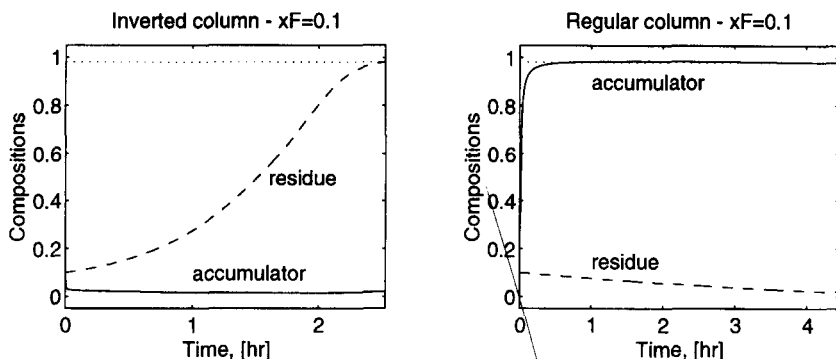 Inverted column - xF=0.1
Compositions
1
0.8
0.6
0.4
0.2
0
residue
accumulator
0
1
2
Time, [hr]
Regular column - xF=0.1
Compositions
1
0.8
0.6
0.4
0.2
0
accumulator
residue
0
1
2
3
4
Time, [hr]